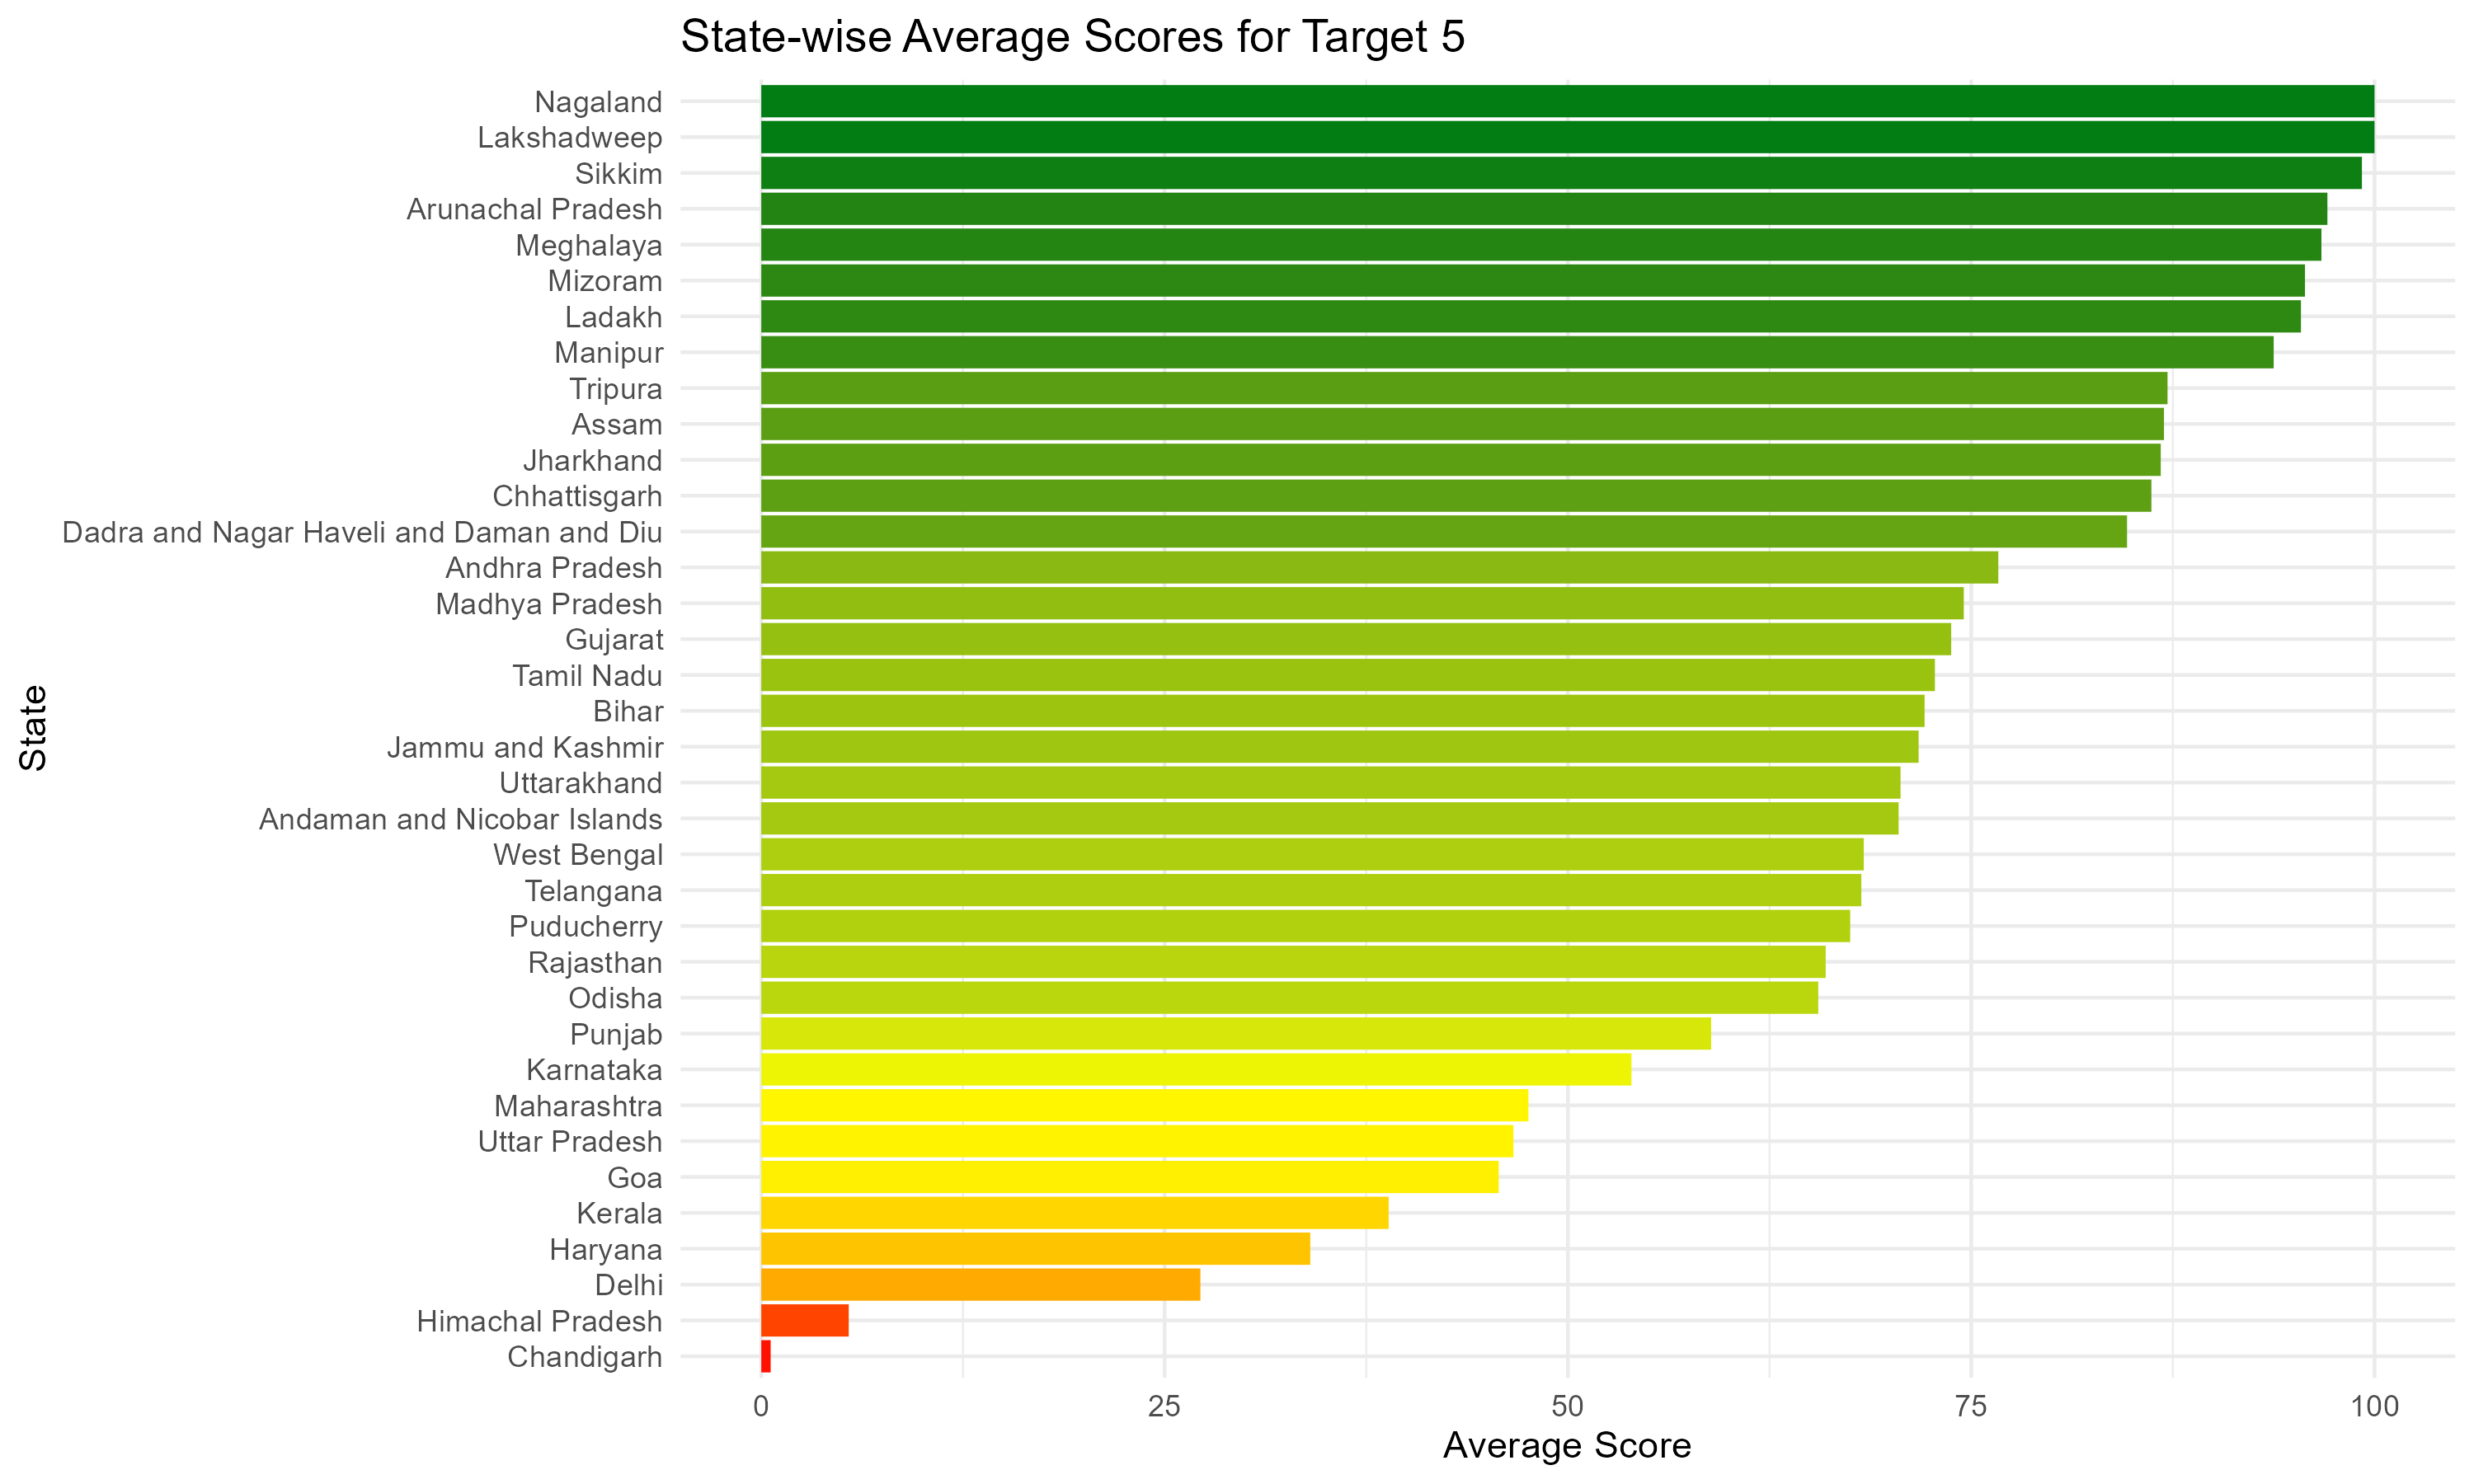 State-wise Average Scores for Target 5
State
Nagaland
Lakshadweep
Sikkim
Arunachal Pradesh
Meghalaya
Mizoram
Ladakh
Manipur
Tripura
Assam
Jharkhand
Chhattisgarh
Dadra and Nagar Haveli and Daman and Diu
Andhra Pradesh
Madhya Pradesh
Gujarat
Tamil Nadu
Bihar
Jammu and Kashmir
Uttarakhand
Andaman and Nicobar Islands
West Bengal
Telangana
Puducherry
Rajasthan
Odisha
Punjab
Karnataka
Maharashtra
Uttar Pradesh
Goa
Kerala
Haryana
Delhi
Himachal Pradesh
Chandigarh
0 25 50 75 100
Average Score